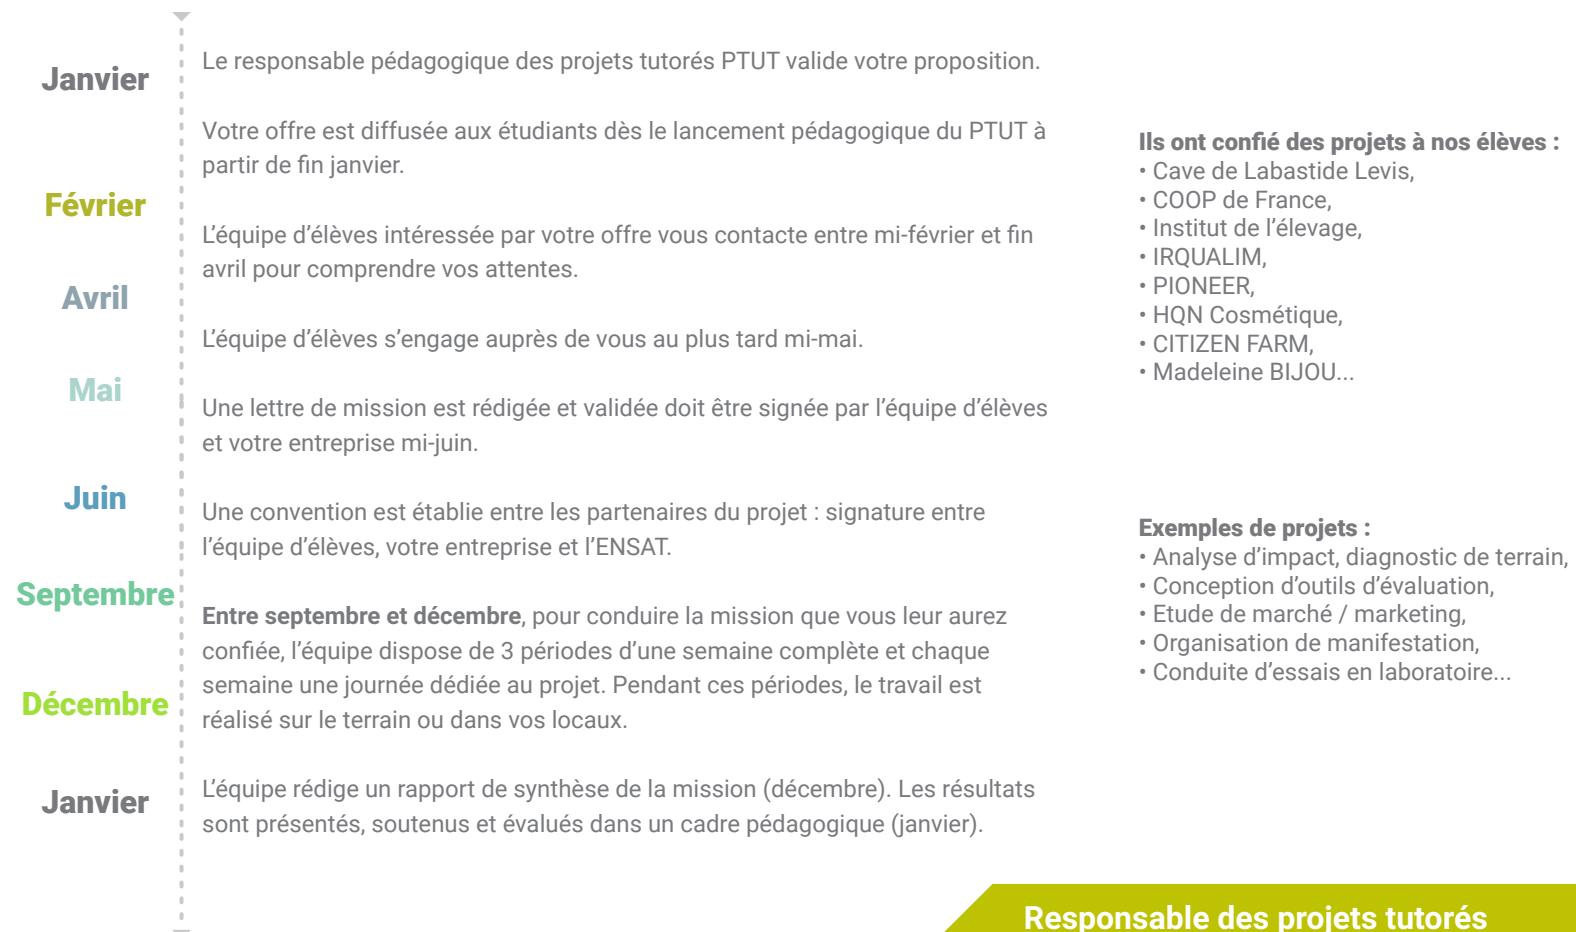 Janvier
Le responsable pédagogique des projets tutorés PTUT valide votre proposition.
Votre offre est diffusée aux étudiants dès le lancement pédagogique du PTUT à
partir de fin janvier.
Février
L’équipe d’élèves intéressée par votre offre vous contacte entre mi-février et fin
avril pour comprendre vos attentes.
Avril
L’équipe d’élèves s’engage auprès de vous au plus tard mi-mai.
Mai
Une lettre de mission est rédigée et validée doit être signée par l’équipe d’élèves
et votre entreprise mi-juin.
Juin
Une convention est établie entre les partenaires du projet : signature entre
l’équipe d’élèves, votre entreprise et l’ENSAT.
Septembre
Entre septembre et décembre, pour conduire la mission que vous leur aurez
confiée, l’équipe dispose de 3 périodes d’une semaine complète et chaque
semaine une journée dédiée au projet. Pendant ces périodes, le travail est
réalisé sur le terrain ou dans vos locaux.
Décembre
Janvier
L’équipe rédige un rapport de synthèse de la mission (décembre). Les résultats
sont présentés, soutenus et évalués dans un cadre pédagogique (janvier).
Ils ont confié des projets à nos élèves :
• Cave de Labastide Levis,
• COOP de France,
• Institut de l’élevage,
• IRQUALIM,
• PIONEER,
• HQN Cosmétique,
• CITIZEN FARM,
• Madeleine BIJOU...
Exemples de projets :
• Analyse d’impact, diagnostic de terrain,
• Conception d’outils d’évaluation,
• Etude de marché / marketing,
• Organisation de manifestation,
• Conduite d’essais en laboratoire...
Responsable des projets tutorés